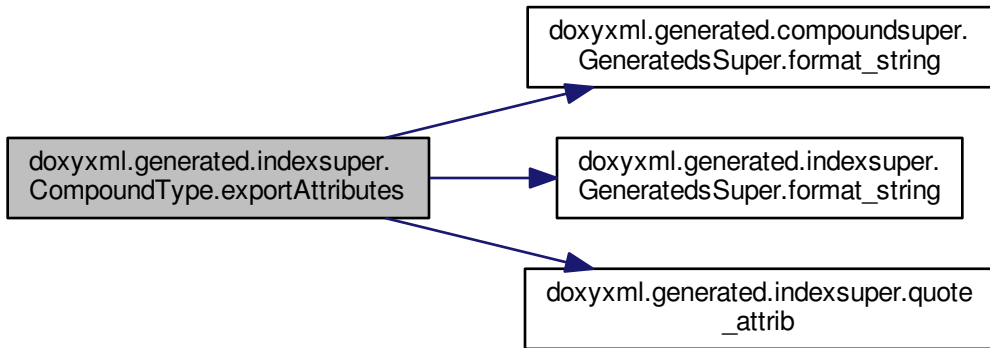 doxyxml.generated.compoundsuper.
GeneratedsSuper.format_string
doxyxml.generated.indexsuper.
CompoundType.exportAttributes
doxyxml.generated.indexsuper.
GeneratedsSuper.format_string
doxyxml.generated.indexsuper.quote
_attrib